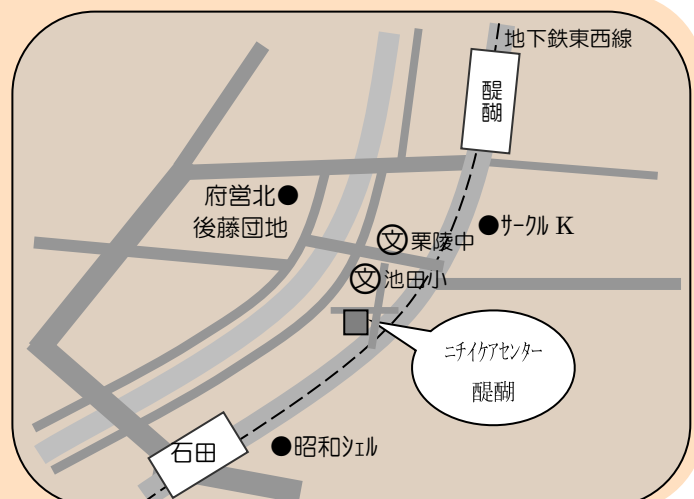 地下鉄東西線
醍醐
府営北●
後藤団地
●サークル K
文 栗陵中
文 池田小
ニチイケアセンター
醍醐
石田
●昭和シェル